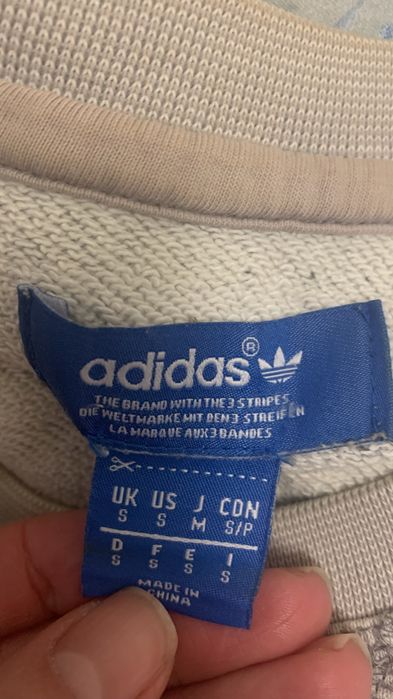 adidas®
THE BRAND WITH THE 3 STRIPES
DIE WELTMARKE MIT DEN 3 STREIFEN
LA MARQUE AUX 3 BANDES
UK US J CDN
S S M S/P
D F E I
S S S S
MADE IN
CHINA